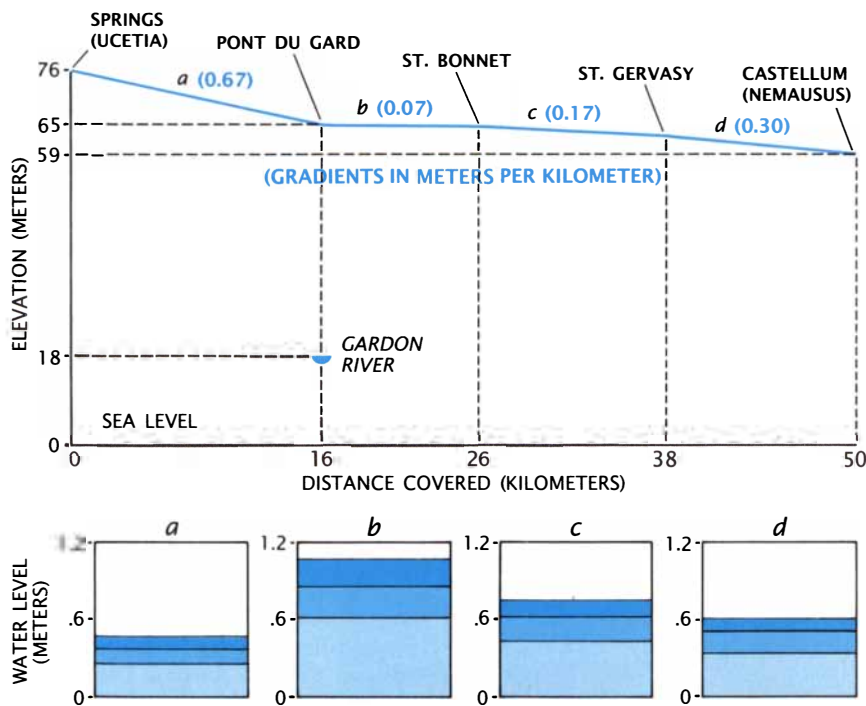 SPRINGS
(UCETIA)
PONT DU GARD
ST. BONNET
ST. GERVASY
CASTELLUM
(NEMAUSUS)
76
a (0.67)
b (0.07)
c (0.17)
d (0.30)
65
59
(GRADIENTS IN METERS PER KILOMETER)
ELEVATION (METERS)
18
GARDON
RIVER
SEA LEVEL
0
0 16 26 38 50
DISTANCE COVERED (KILOMETERS)
a b c d
WATER LEVEL
(METERS)
1.2 1.2 1.2 1.2
.6 .6 .6 .6
0 0 0 0